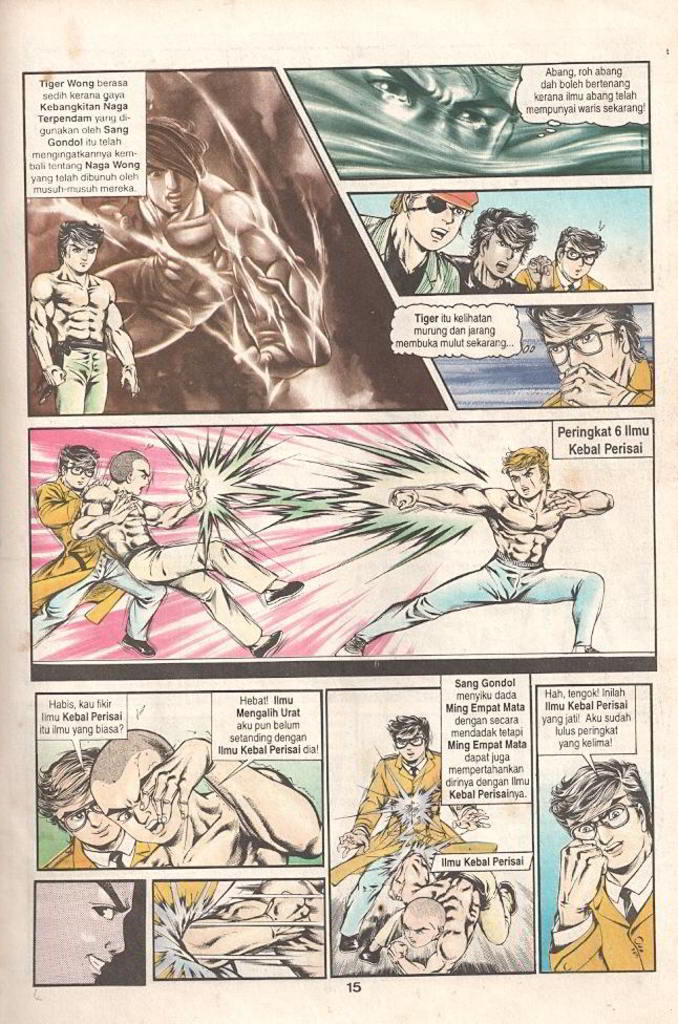 Tiger Wong berasa
sedih kerana gaya
Kebangkitan Naga
Terpendam yang di-
gunakan oleh Sang
Gondol itu telah
mengingatkannya kem-
bali tentang Naga Wong
yang telah dibunuh oleh
musuh-musuh mereka.
Abang, roh abang
dah boleh bertenang
kerana ilmu abang telah
mempunyai waris sekarang!
Tiger itu kelihatan
murung dan jarang
membuka mulut sekarang...
Peringkat 6 Ilmu
Kebal Perisai
Habis, kau fikir
Ilmu Kebal Perisai
itu ilmu yang biasa?
Hebat! Ilmu
Mengalih Urat
aku pun belum
setanding dengan
Ilmu Kebal Perisai dia!
Sang Gondol
menyiku dada
Ming Empat Mata
dengan secara
mendadak tetapi
Ming Empat Mata
dapat juga
mempertahankan
dirinya dengan Ilmu
Kebal Perisainya.
Ilmu Kebal Perisai
Hah, tengok! Inilah
Ilmu Kebal Perisai
yang jati! Aku sudah
lulus peringkat
yang kelima!
15